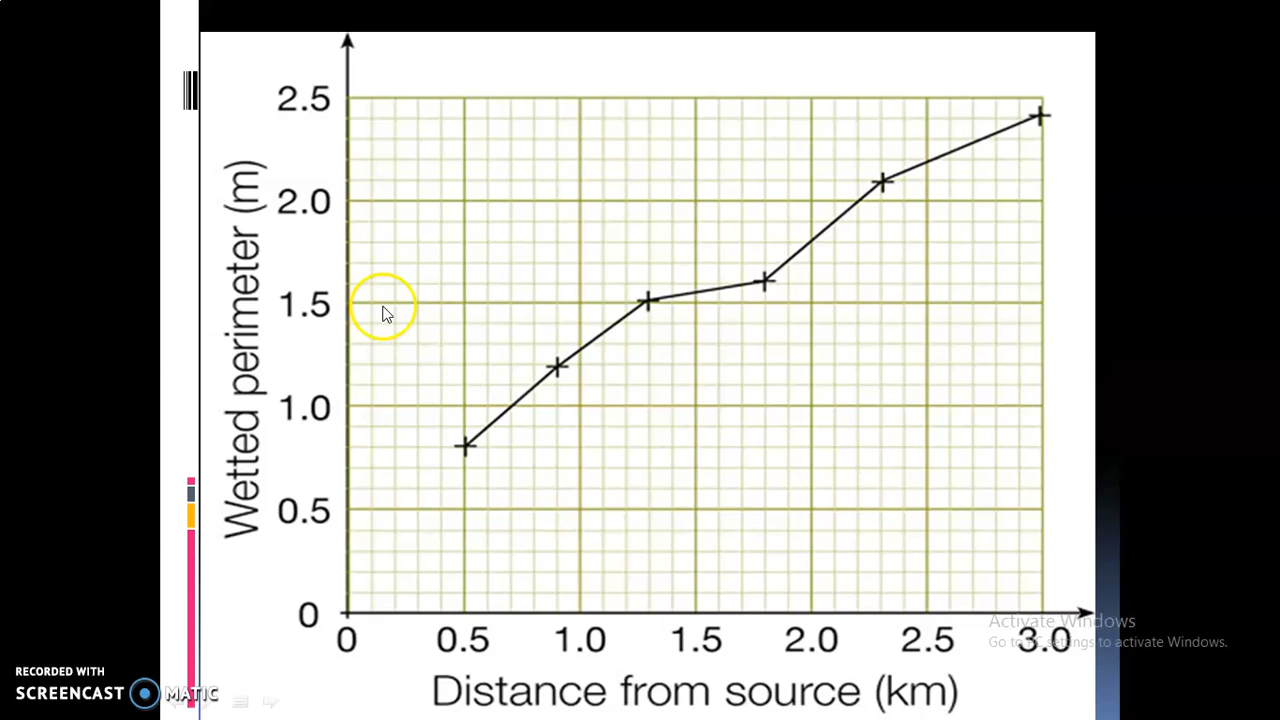 2.5
2.0
1.5
1.0
0.5
0
Wetted perimeter (m)
0 0.5 1.0 1.5 2.0 2.5 3.0
Distance from source (km)
Activate Windows
Go to PC settings to activate Windows.
RECORDED WITH
SCREENCAST MATIC